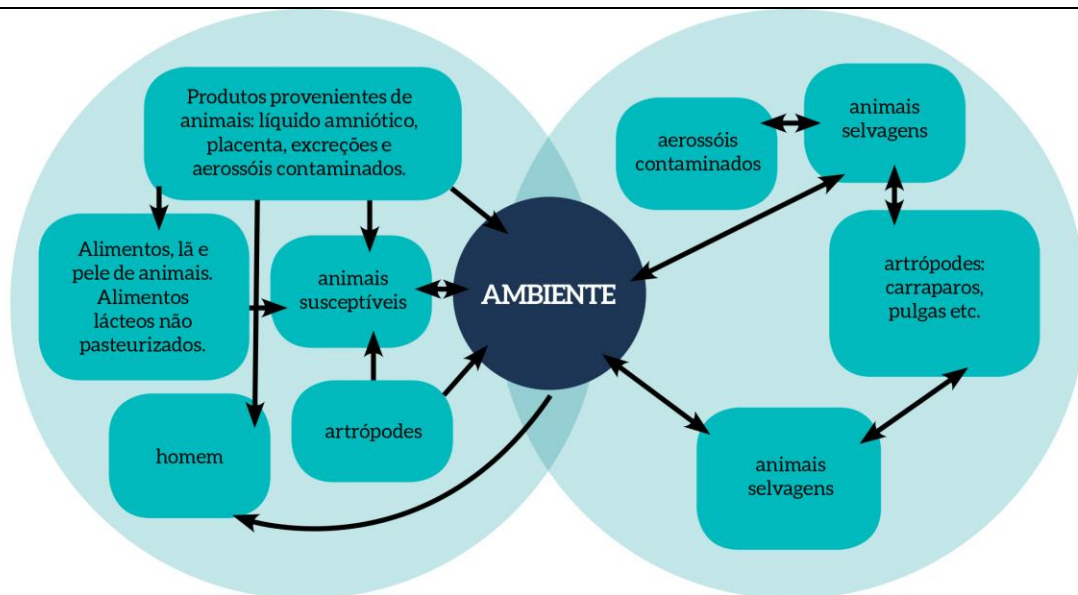 Produtos provenientes de
animais: líquido amniótico,
placenta, excreções e
aerossóis contaminados.
Alimentos, lã e
pele de animais.
Alimentos
lácteos não
pasteurizados.
animais
susceptíveis
artrópodes
homem
AMBIENTE
aerossóis
contaminados
animais
selvagens
artrópodes:
carraparos,
pulgas etc.
animais
selvagens